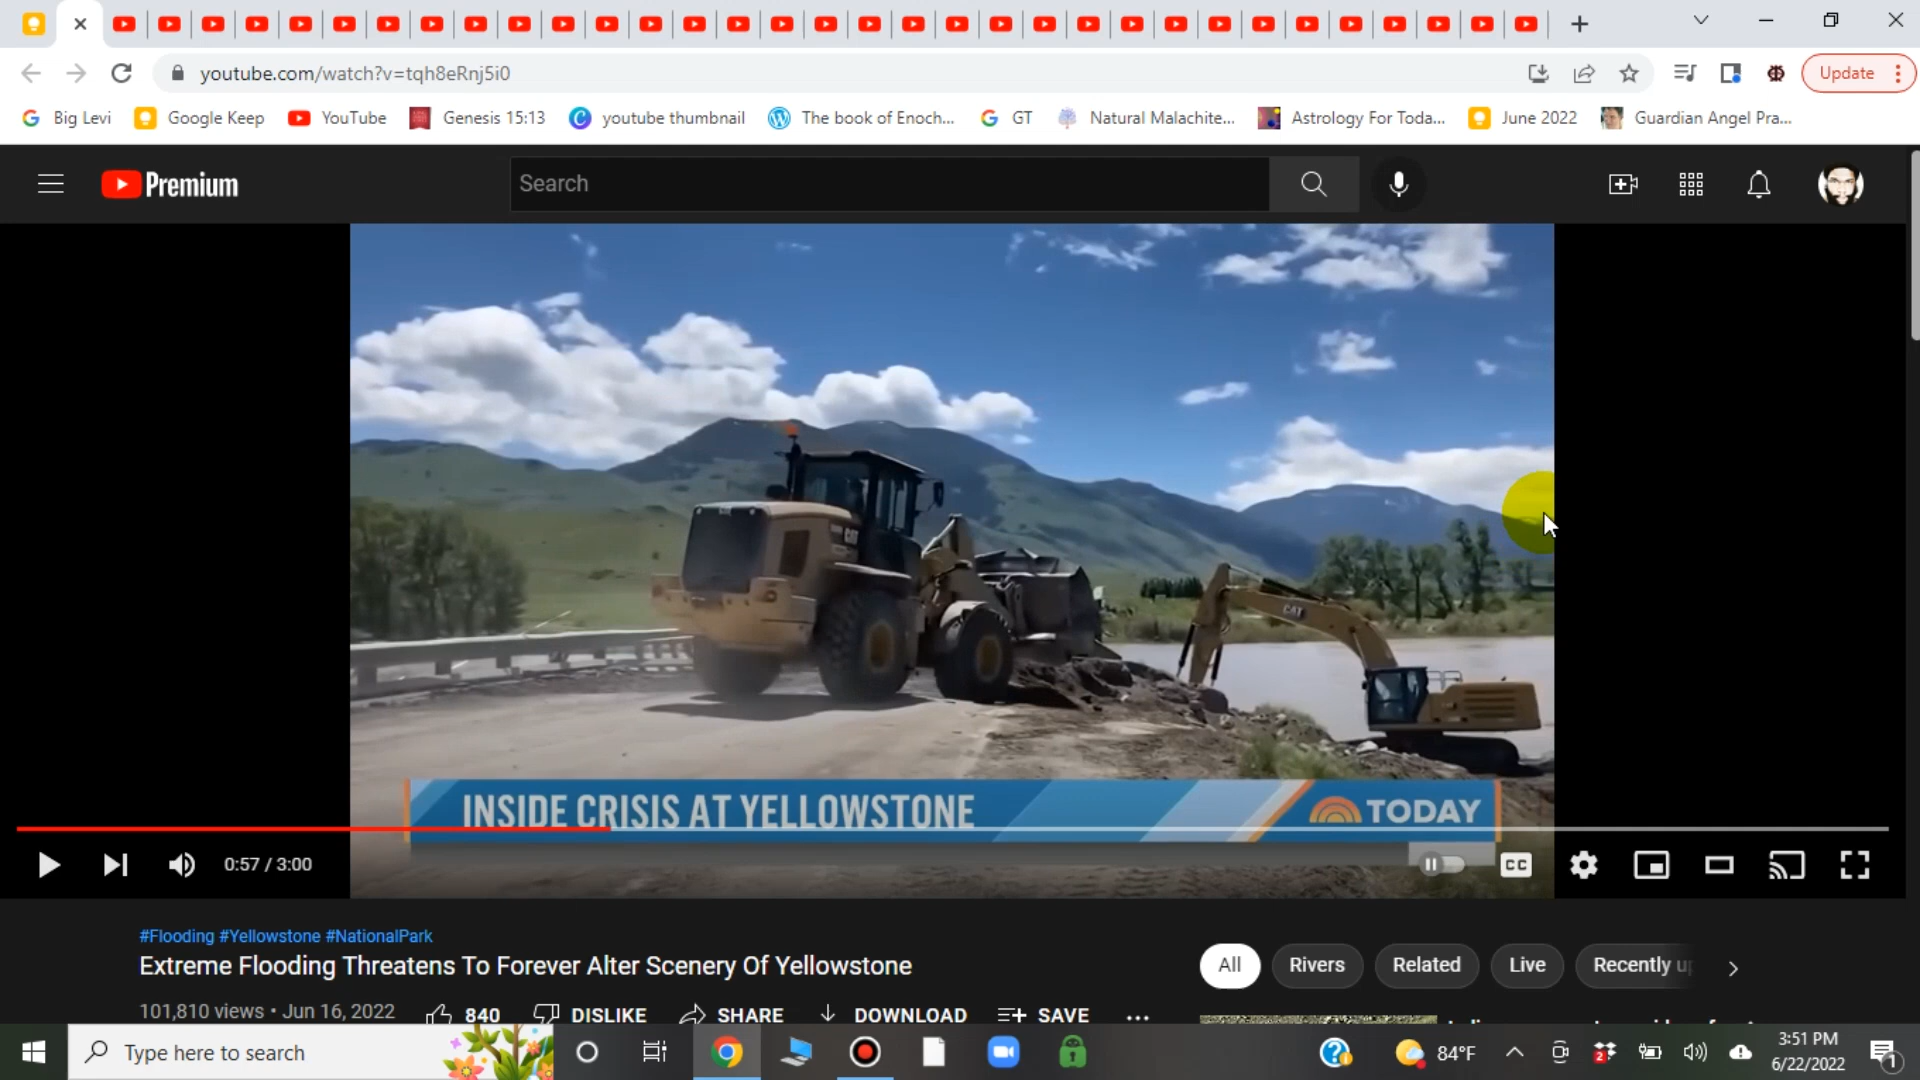 youtube.com/watch?v=tqh8eRnj5i0
Update
Big Levi
Google Keep
YouTube
Genesis 15:13
youtube thumbnail
The book of Enoch...
GT
Natural Malachite...
Astrology For Toda...
June 2022
Guardian Angel Pra...
Premium
Search
CAT
CAT
INSIDE CRISIS AT YELLOWSTONE
TODAY
0:57 / 3:00
CC
#Flooding #Yellowstone #NationalPark
Extreme Flooding Threatens To Forever Alter Scenery Of Yellowstone
101,810 views • Jun 16, 2022
840
DISLIKE
SHARE
DOWNLOAD
SAVE
All
Rivers
Related
Live
Recently
Type here to search
84°F
2
3:51 PM
6/22/2022
1